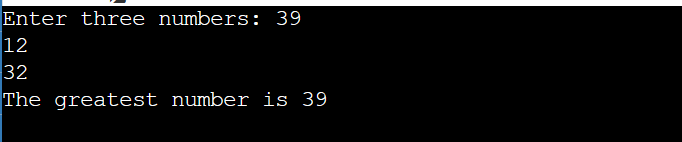 Enter three numbers: 39
12
32
The greatest number is 39